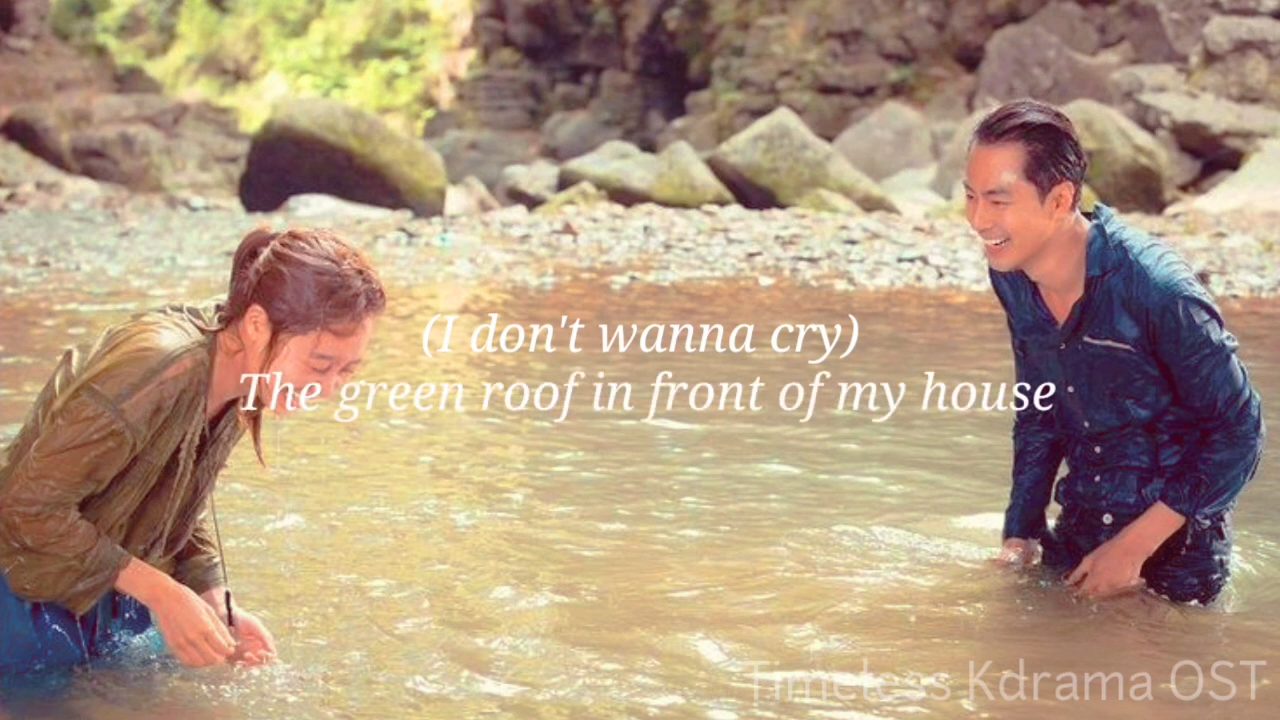 (I don't wanna cry)
The green roof in front of my house
Timeless Kdrama OST